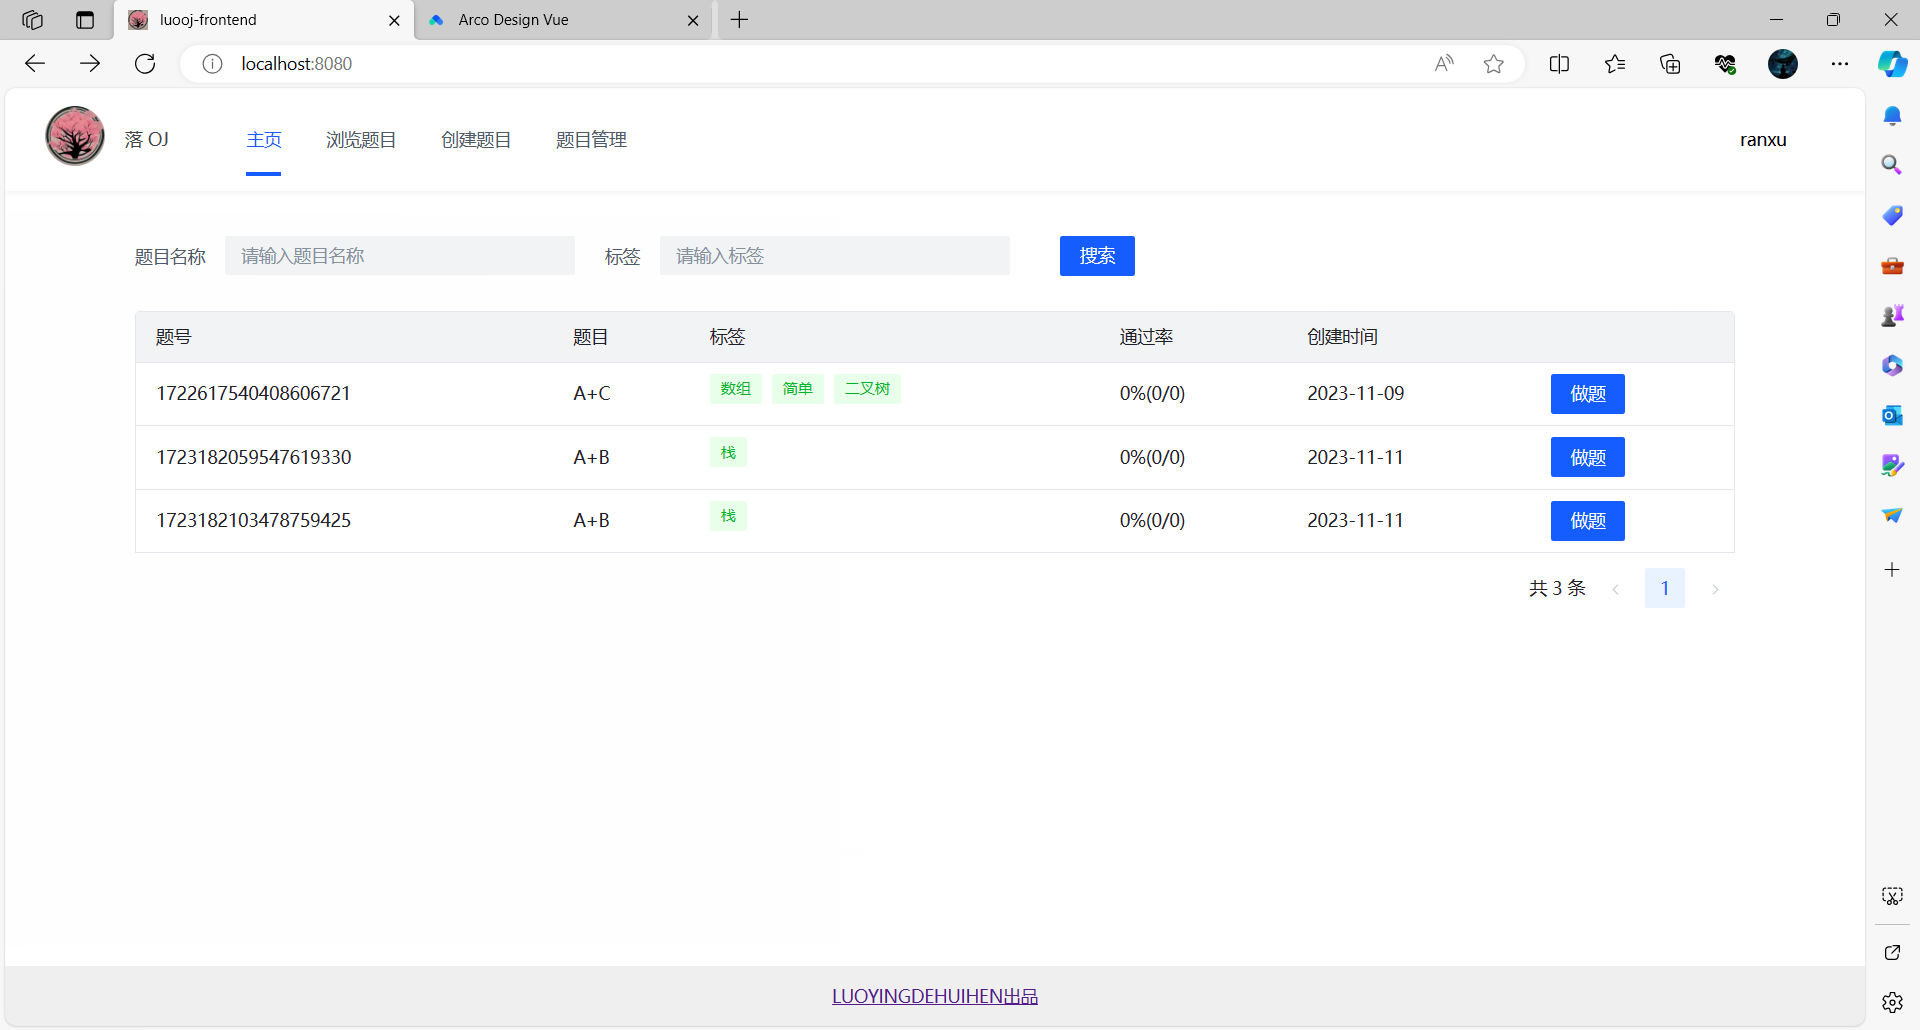 luooj-frontend
Arco Design Vue
localhost:8080
落 OJ
主页
浏览题目
创建题目
题目管理
ranxu
题目名称
请输入题目名称
标签
请输入标签
搜索
题号 题目 标签 通过率 创建时间
1722617540408606721 A+C 数组 简单 二叉树 0%(0/0) 2023-11-09 做题
1723182059547619330 A+B 栈 0%(0/0) 2023-11-11 做题
1723182103478759425 A+B 栈 0%(0/0) 2023-11-11 做题
共 3 条 1
LUOYINGDEHUIHEN出品